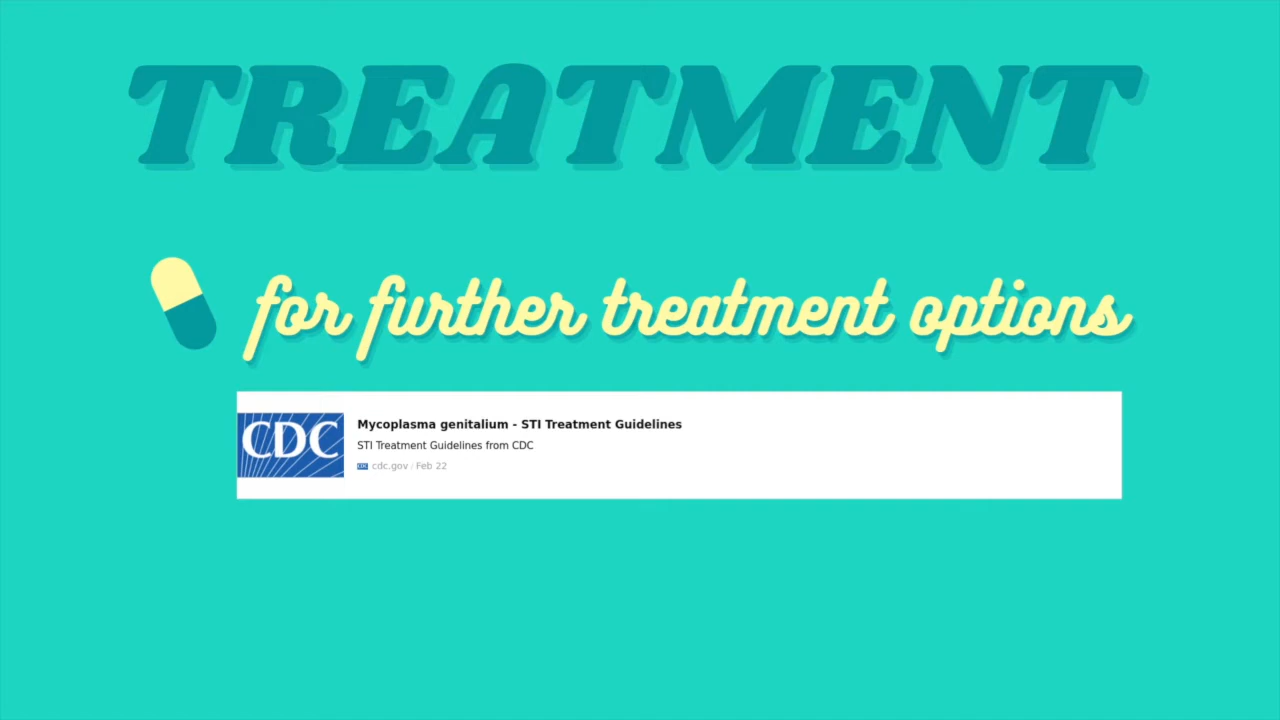 TREATMENT
for further treatment options
CDC
Mycoplasma genitalium - STI Treatment Guidelines
STI Treatment Guidelines from CDC
CDC cdc.gov / Feb 22